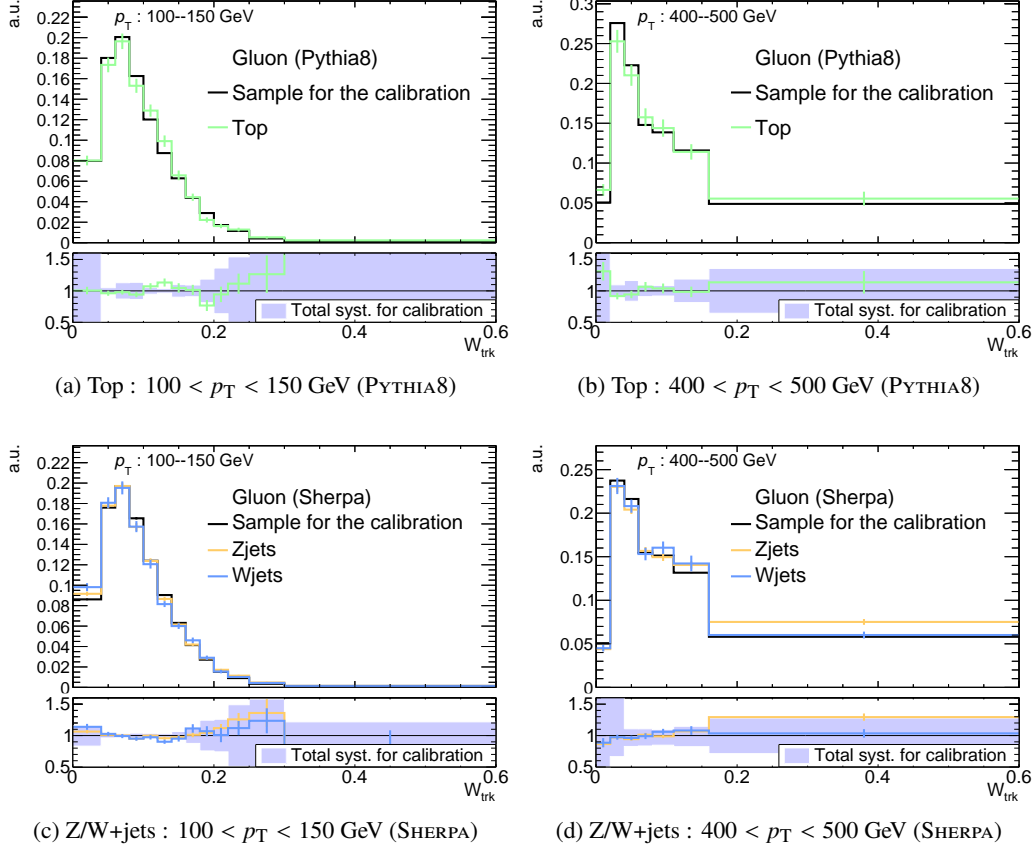 a.u.
p_T : 100--150 GeV
Gluon (Pythia8)
Sample for the calibration
Top
0.22
0.2
0.18
0.16
0.14
0.12
0.1
0.08
0.06
0.04
0.02
0
1.5
1
0.5
Total syst. for calibration
0 0.2 0.4 0.6
W_trk
(a) Top : 100 < p_T < 150 GeV (PYTHIA8)
a.u.
p_T : 400--500 GeV
Gluon (Pythia8)
Sample for the calibration
Top
0.3
0.25
0.2
0.15
0.1
0.05
0
1.5
1
0.5
Total syst. for calibration
0 0.2 0.4 0.6
W_trk
(b) Top : 400 < p_T < 500 GeV (PYTHIA8)
a.u.
p_T : 100--150 GeV
Gluon (Sherpa)
Sample for the calibration
Zjets
Wjets
0.22
0.2
0.18
0.16
0.14
0.12
0.1
0.08
0.06
0.04
0.02
0
1.5
1
0.5
Total syst. for calibration
0 0.2 0.4 0.6
W_trk
(c) Z/W+jets : 100 < p_T < 150 GeV (SHERPA)
a.u.
p_T : 400--500 GeV
Gluon (Sherpa)
Sample for the calibration
Zjets
Wjets
0.25
0.2
0.15
0.1
0.05
0
1.5
1
0.5
Total syst. for calibration
0 0.2 0.4 0.6
W_trk
(d) Z/W+jets : 400 < p_T < 500 GeV (SHERPA)